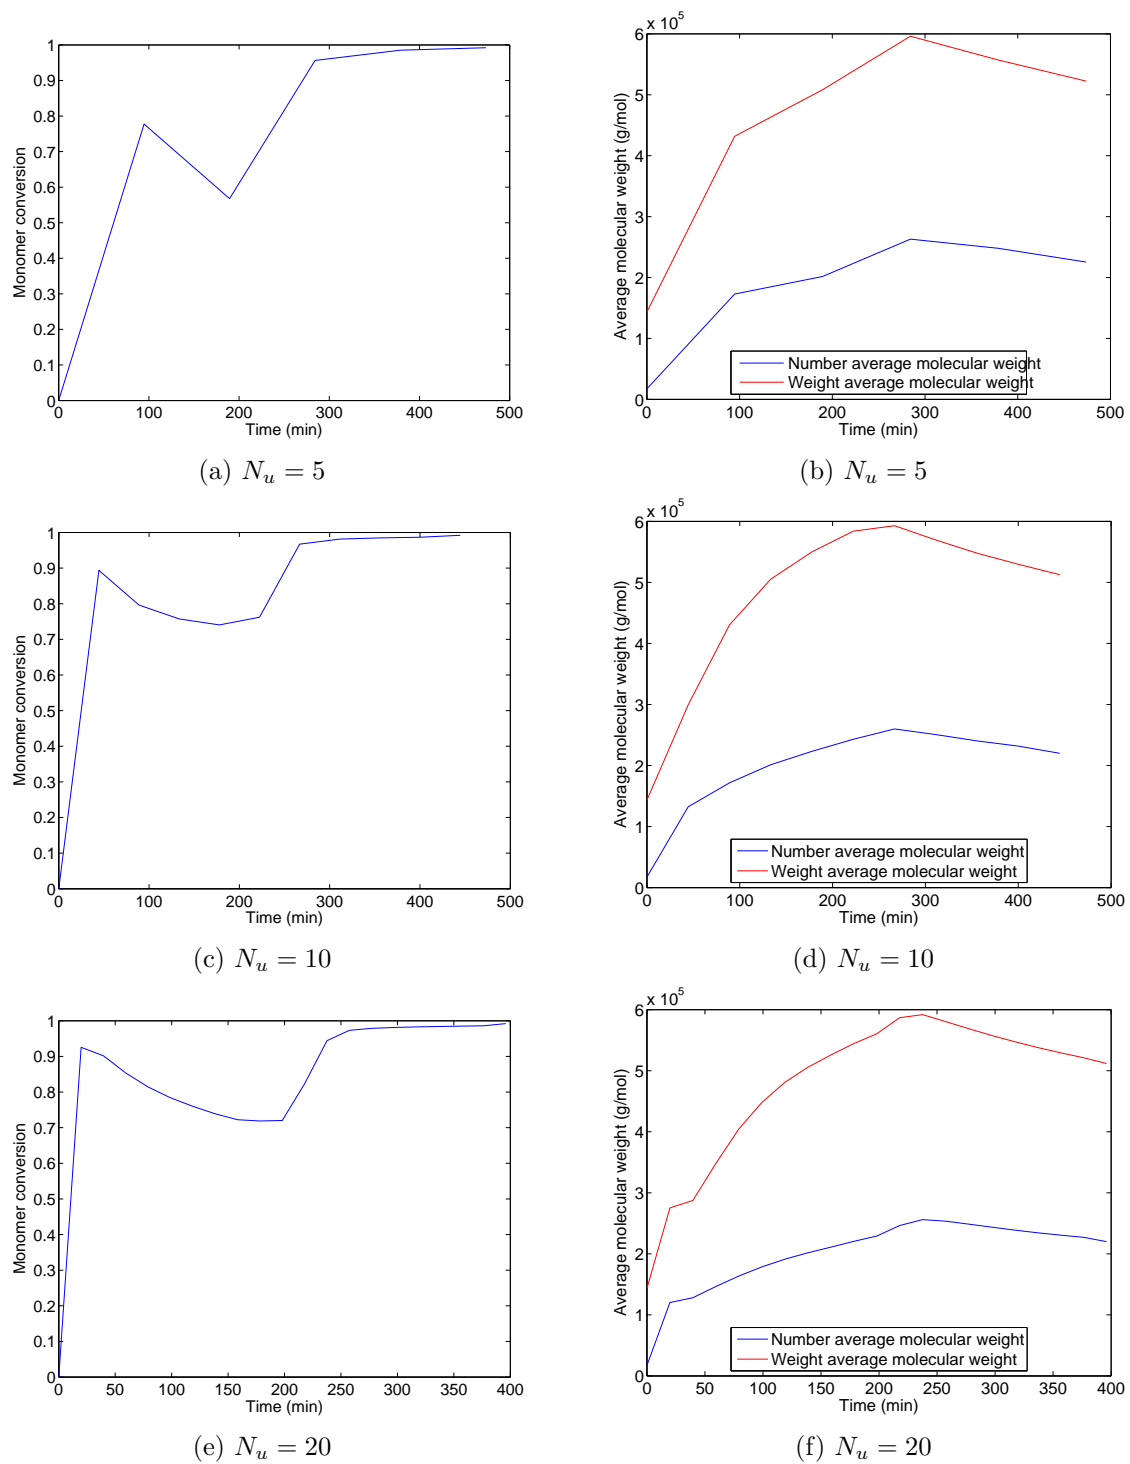 1
0.9
0.8
0.7
0.6
0.5
0.4
0.3
0.2
0.1
0
Monomer conversion
0 100 200 300 400 500
Time (min)
(a) N_u = 5
x 10^5
6
5
4
3
2
1
0
Average molecular weight (g/mol)
Number average molecular weight
Weight average molecular weight
0 100 200 300 400 500
Time (min)
(b) N_u = 5
1
0.9
0.8
0.7
0.6
0.5
0.4
0.3
0.2
0.1
0
Monomer conversion
0 100 200 300 400 500
Time (min)
(c) N_u = 10
x 10^5
6
5
4
3
2
1
0
Average molecular weight (g/mol)
Number average molecular weight
Weight average molecular weight
0 100 200 300 400 500
Time (min)
(d) N_u = 10
1
0.9
0.8
0.7
0.6
0.5
0.4
0.3
0.2
0.1
0
Monomer conversion
0 50 100 150 200 250 300 350 400
Time (min)
(e) N_u = 20
x 10^5
6
5
4
3
2
1
0
Average molecular weight (g/mol)
Number average molecular weight
Weight average molecular weight
0 50 100 150 200 250 300 350 400
Time (min)
(f) N_u = 20